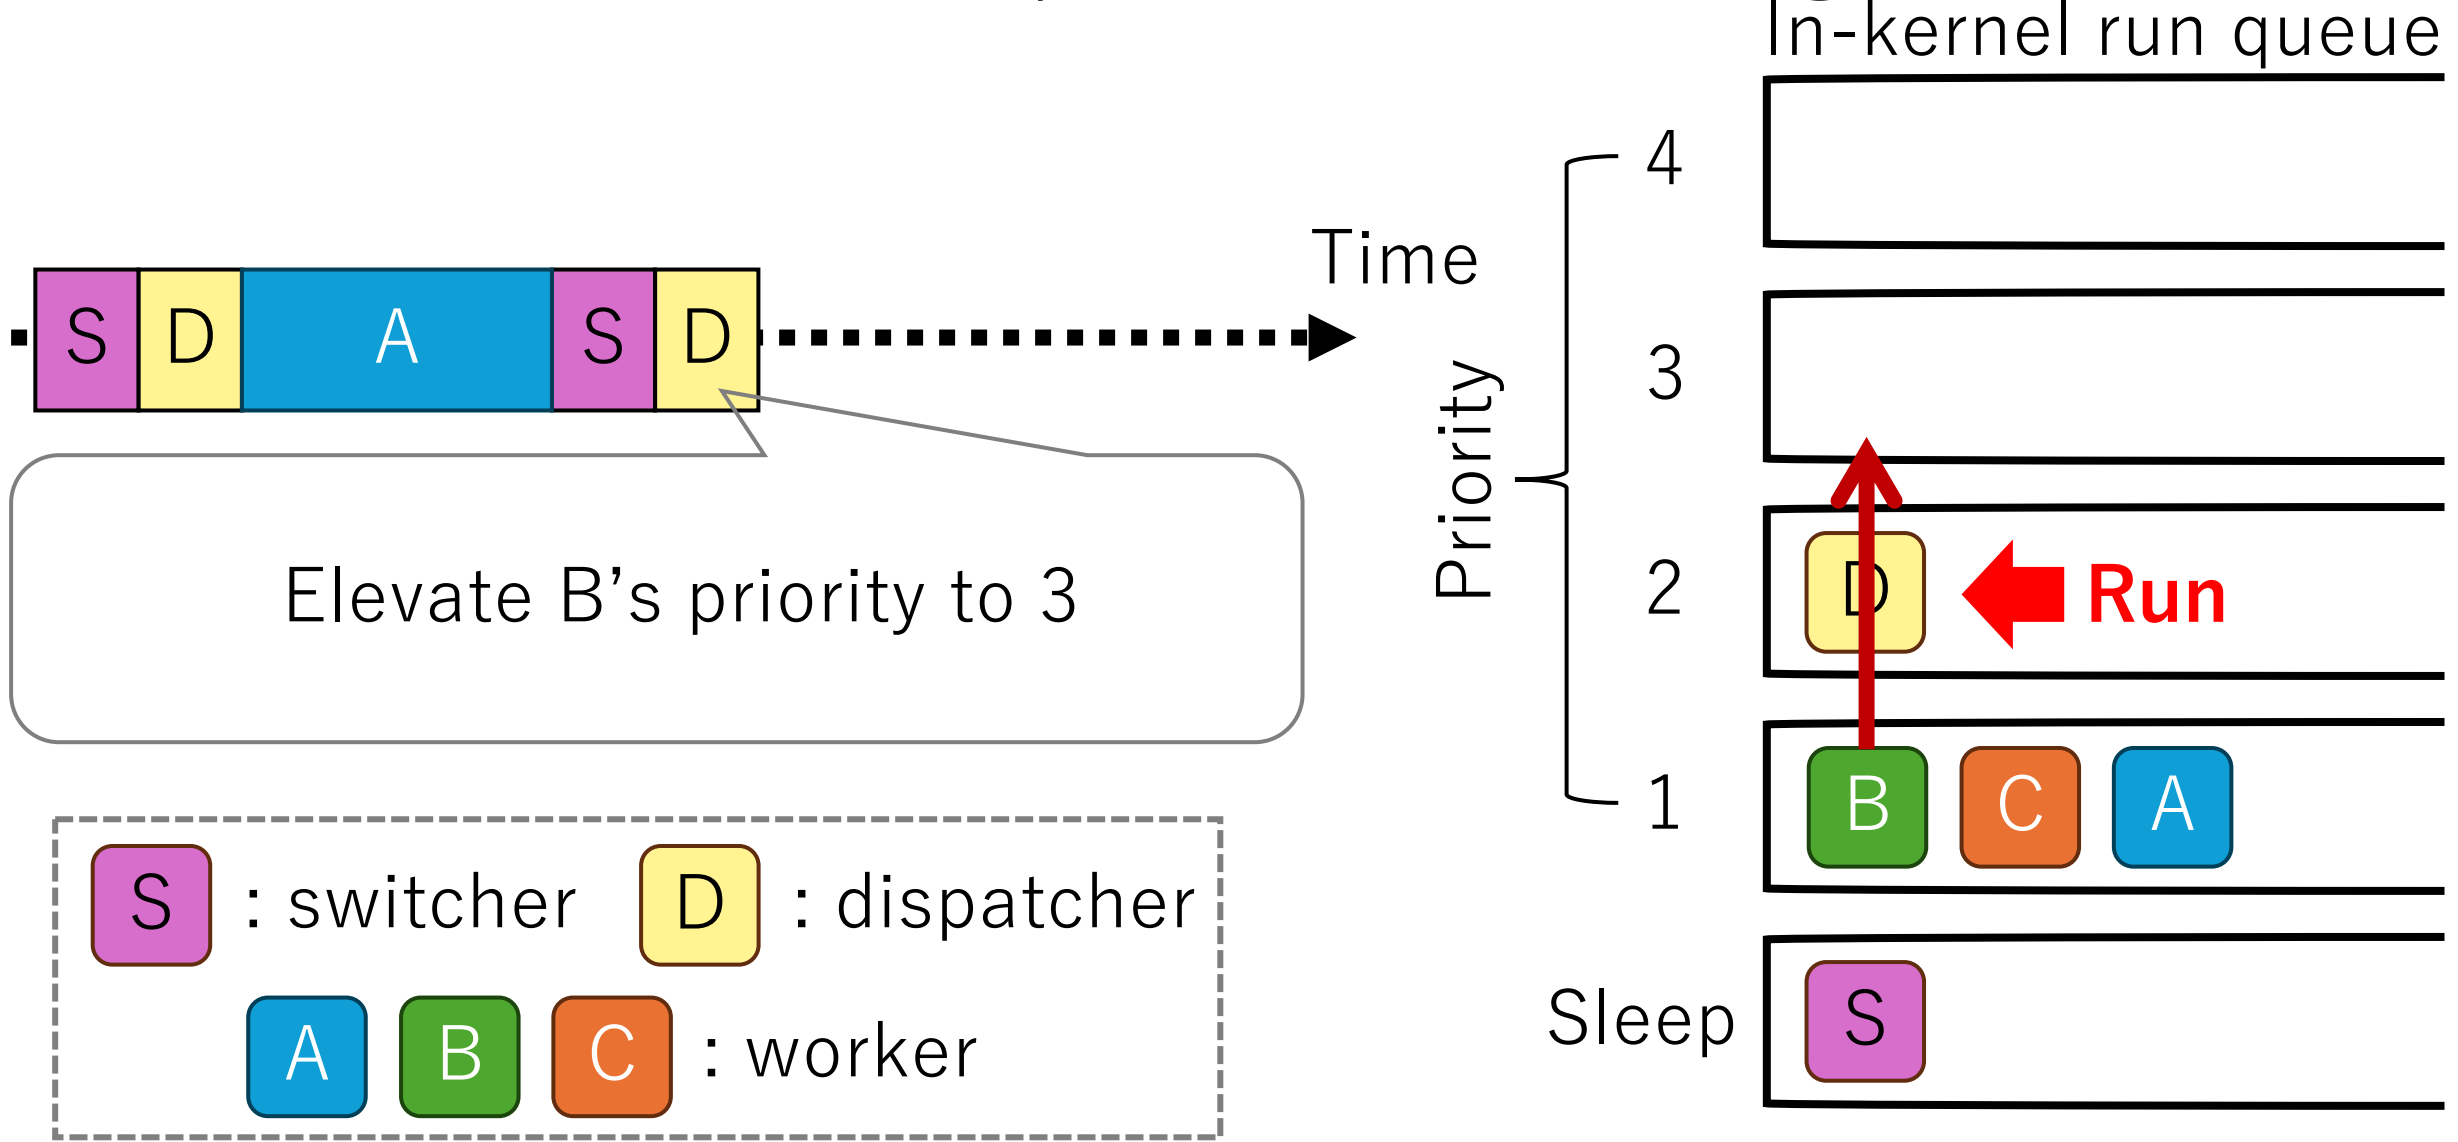 In-kernel run queue
4
Time
S D A S D
3
Priority
Elevate B’s priority to 3
2
D
Run
1
B C A
S : switcher D : dispatcher
A B C : worker
Sleep
S